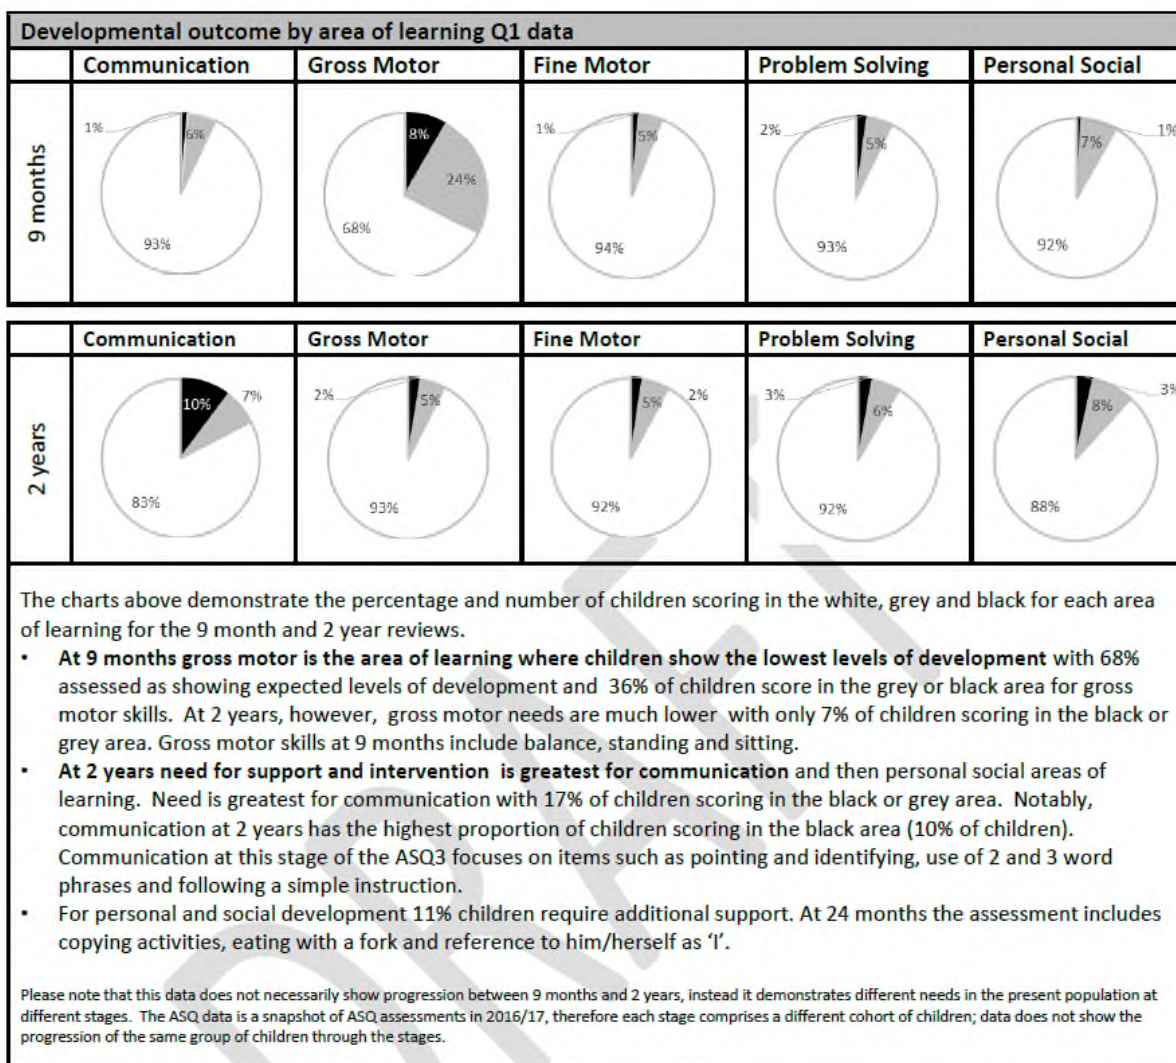 Developmental outcome by area of learning Q1 data
Communication Gross Motor Fine Motor Problem Solving Personal Social
9 months
1% 6% 93%
8% 24% 68%
1% 5% 94%
2% 5% 93%
7% 1% 92%
Communication Gross Motor Fine Motor Problem Solving Personal Social
2 years
10% 7% 83%
2% 5% 93%
5% 2% 92%
3% 6% 92%
8% 3% 88%
The charts above demonstrate the percentage and number of children scoring in the white, grey and black for each area
of learning for the 9 month and 2 year reviews.
• At 9 months gross motor is the area of learning where children show the lowest levels of development with 68%
assessed as showing expected levels of development and 36% of children score in the grey or black area for gross
motor skills. At 2 years, however, gross motor needs are much lower with only 7% of children scoring in the black or
grey area. Gross motor skills at 9 months include balance, standing and sitting.
• At 2 years need for support and intervention is greatest for communication and then personal social areas of
learning. Need is greatest for communication with 17% of children scoring in the black or grey area. Notably,
communication at 2 years has the highest proportion of children scoring in the black area (10% of children).
Communication at this stage of the ASQ3 focuses on items such as pointing and identifying, use of 2 and 3 word
phrases and following a simple instruction.
• For personal and social development 11% children require additional support. At 24 months the assessment includes
copying activities, eating with a fork and reference to him/herself as ‘I’.
Please note that this data does not necessarily show progression between 9 months and 2 years, instead it demonstrates different needs in the present population at
different stages. The ASQ data is a snapshot of ASQ assessments in 2016/17, therefore each stage comprises a different cohort of children; data does not show the
progression of the same group of children through the stages.
DRAFT